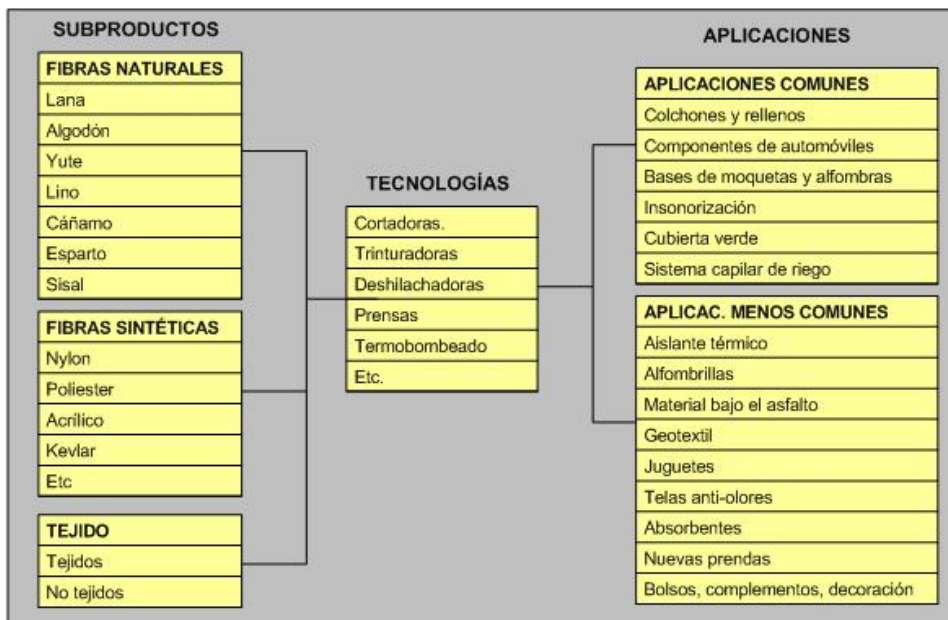 SUBPRODUCTOS
FIBRAS NATURALES
Lana
Algodón
Yute
Lino
Cáñamo
Esparto
Sisal
FIBRAS SINTÉTICAS
Nylon
Poliester
Acrílico
Kevlar
Etc
TEJIDO
Tejidos
No tejidos
TECNOLOGÍAS
Cortadoras.
Trinturadoras
Deshilachadoras
Prensas
Termobombeado
Etc.
APLICACIONES
APLICACIONES COMUNES
Colchones y rellenos
Componentes de automóviles
Bases de moquetas y alfombras
Insonorización
Cubierta verde
Sistema capilar de riego
APLICAC. MENOS COMUNES
Aislante térmico
Alfombrillas
Material bajo el asfalto
Geotextil
Juguetes
Telas anti-olores
Absorbentes
Nuevas prendas
Bolsos, complementos, decoración